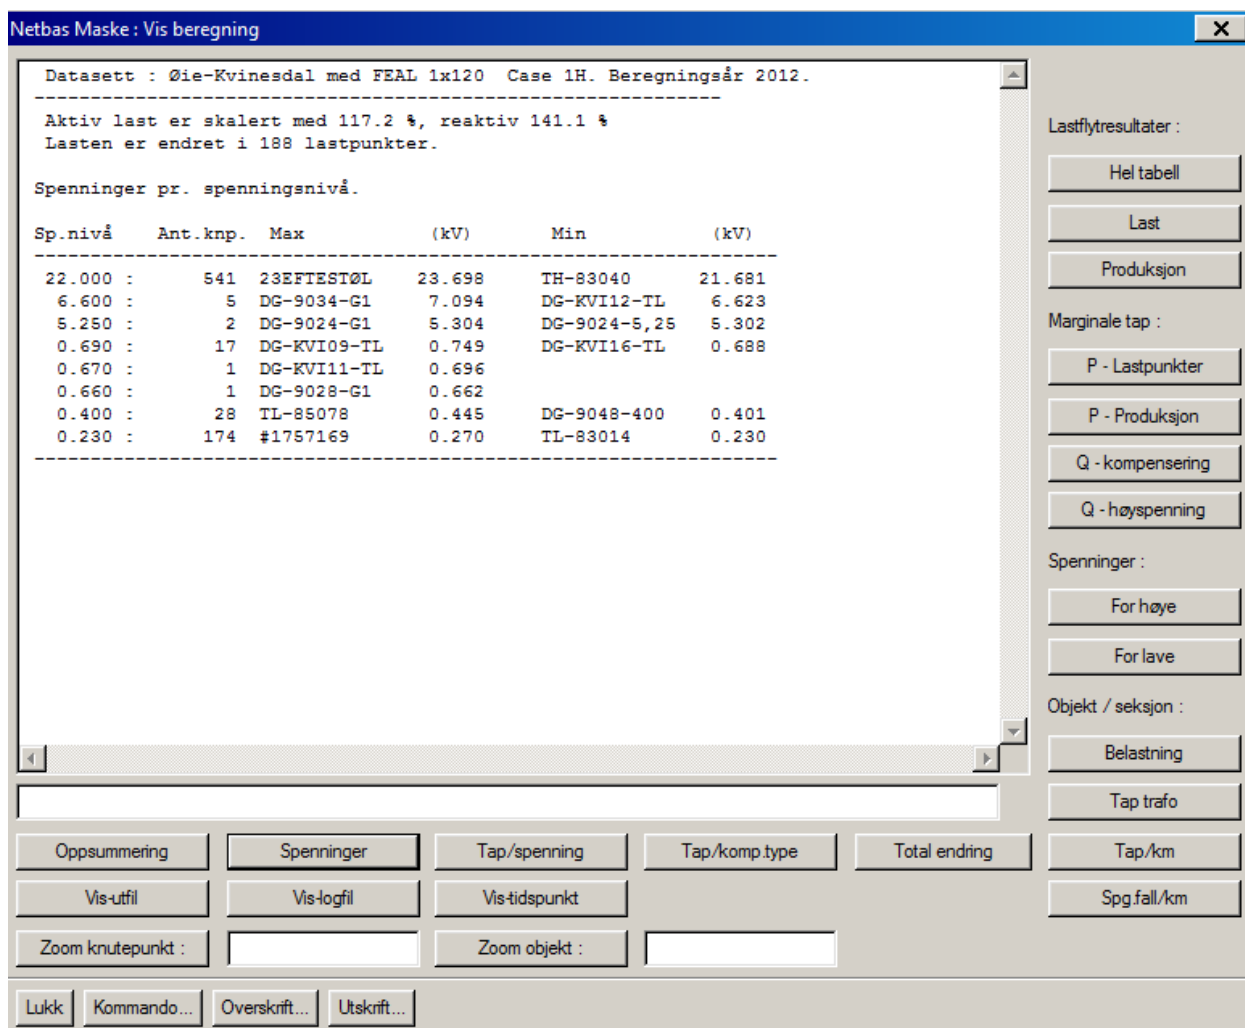 Netbas Maske : Vis beregning
Datasett : Øie-Kvinesdal med FEAL 1x120  Case 1H. Beregningsår 2012.
Aktiv last er skalert med 117.2 %, reaktiv 141.1 %
Lasten er endret i 188 lastpunkter.
Spenninger pr. spenningsnivå.
Sp.nivå Ant.knp. Max (kV) Min (kV)
22.000 : 541 23EFTESTØL 23.698 TH-83040 21.681
6.600 : 5 DG-9034-G1 7.094 DG-KVI12-TL 6.623
5.250 : 2 DG-9024-G1 5.304 DG-9024-5,25 5.302
0.690 : 17 DG-KVI09-TL 0.749 DG-KVI16-TL 0.688
0.670 : 1 DG-KVI11-TL 0.696
0.660 : 1 DG-9028-G1 0.662
0.400 : 28 TL-85078 0.445 DG-9048-400 0.401
0.230 : 174 #1757169 0.270 TL-83014 0.230
Lastflytresultater :
Hel tabell
Last
Produksjon
Marginale tap :
P - Lastpunkter
P - Produksjon
Q - kompensering
Q - høyspenning
Spenninger :
For høye
For lave
Objekt / seksjon :
Belastning
Tap trafo
Oppsummering Spenninger Tap/spenning Tap/komp.type Total endring Tap/km
Vis-utfil Vis-logfil Vis-tidspunkt Spg.fall/km
Zoom knutepunkt : Zoom objekt :
Lukk Kommando... Overskrift... Utskrift...